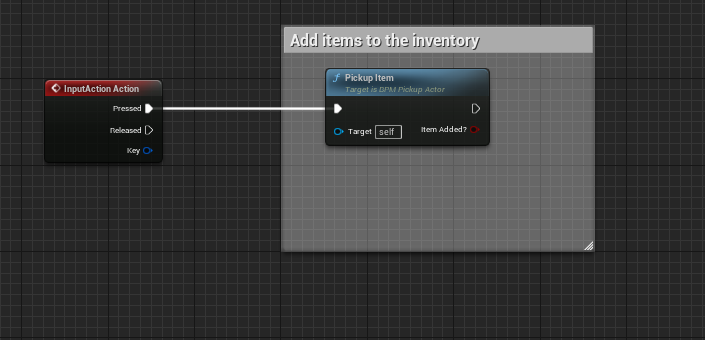 Add items to the inventory
InputAction Action
Pressed
Released
Key
f Pickup Item
Target is DPM Pickup Actor
Target self
Item Added?